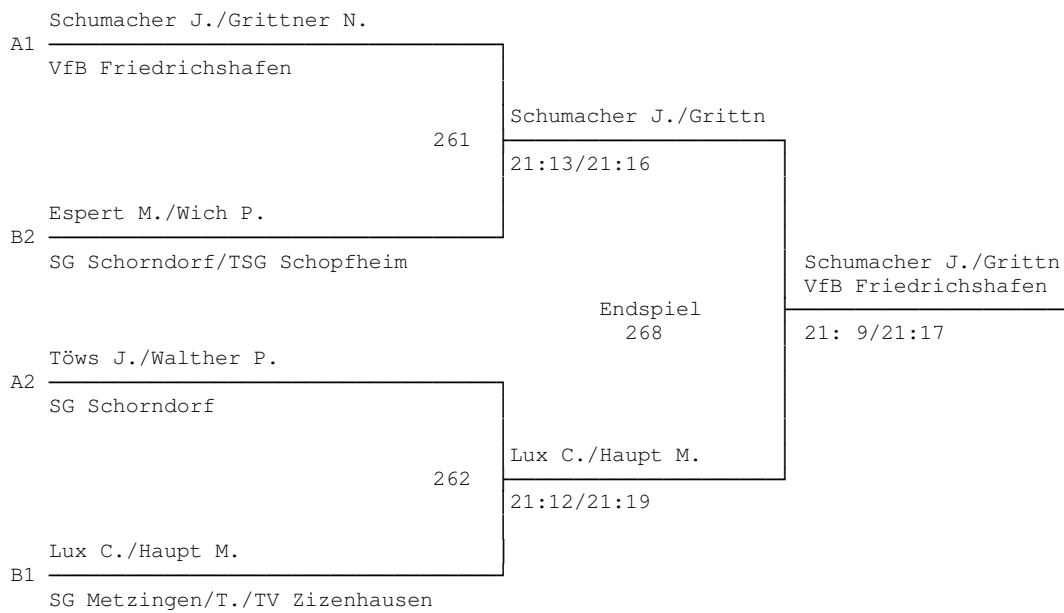 Schumacher J./Grittner N.
A1
VfB Friedrichshafen
Schumacher J./Grittn
261
21:13/21:16
Espert M./Wich P.
B2
SG Schorndorf/TSG Schopfheim
Schumacher J./Grittn
VfB Friedrichshafen
Endspiel
268
21: 9/21:17
Töws J./Walther P.
A2
SG Schorndorf
Lux C./Haupt M.
262
21:12/21:19
Lux C./Haupt M.
B1
SG Metzingen/T./TV Zizenhausen